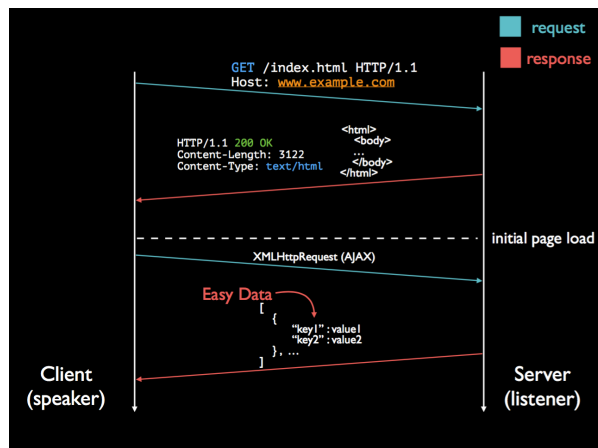 request
response
GET /index.html HTTP/1.1
Host: www.example.com
HTTP/1.1 200 OK
Content-Length: 3122
Content-Type: text/html
<html>
<body>
...
</body>
</html>
initial page load
XMLHttpRequest (AJAX)
Easy Data
[
{
“key1” : value1
“key2” : value2
}, ...
]
Client
(speaker)
Server
(listener)